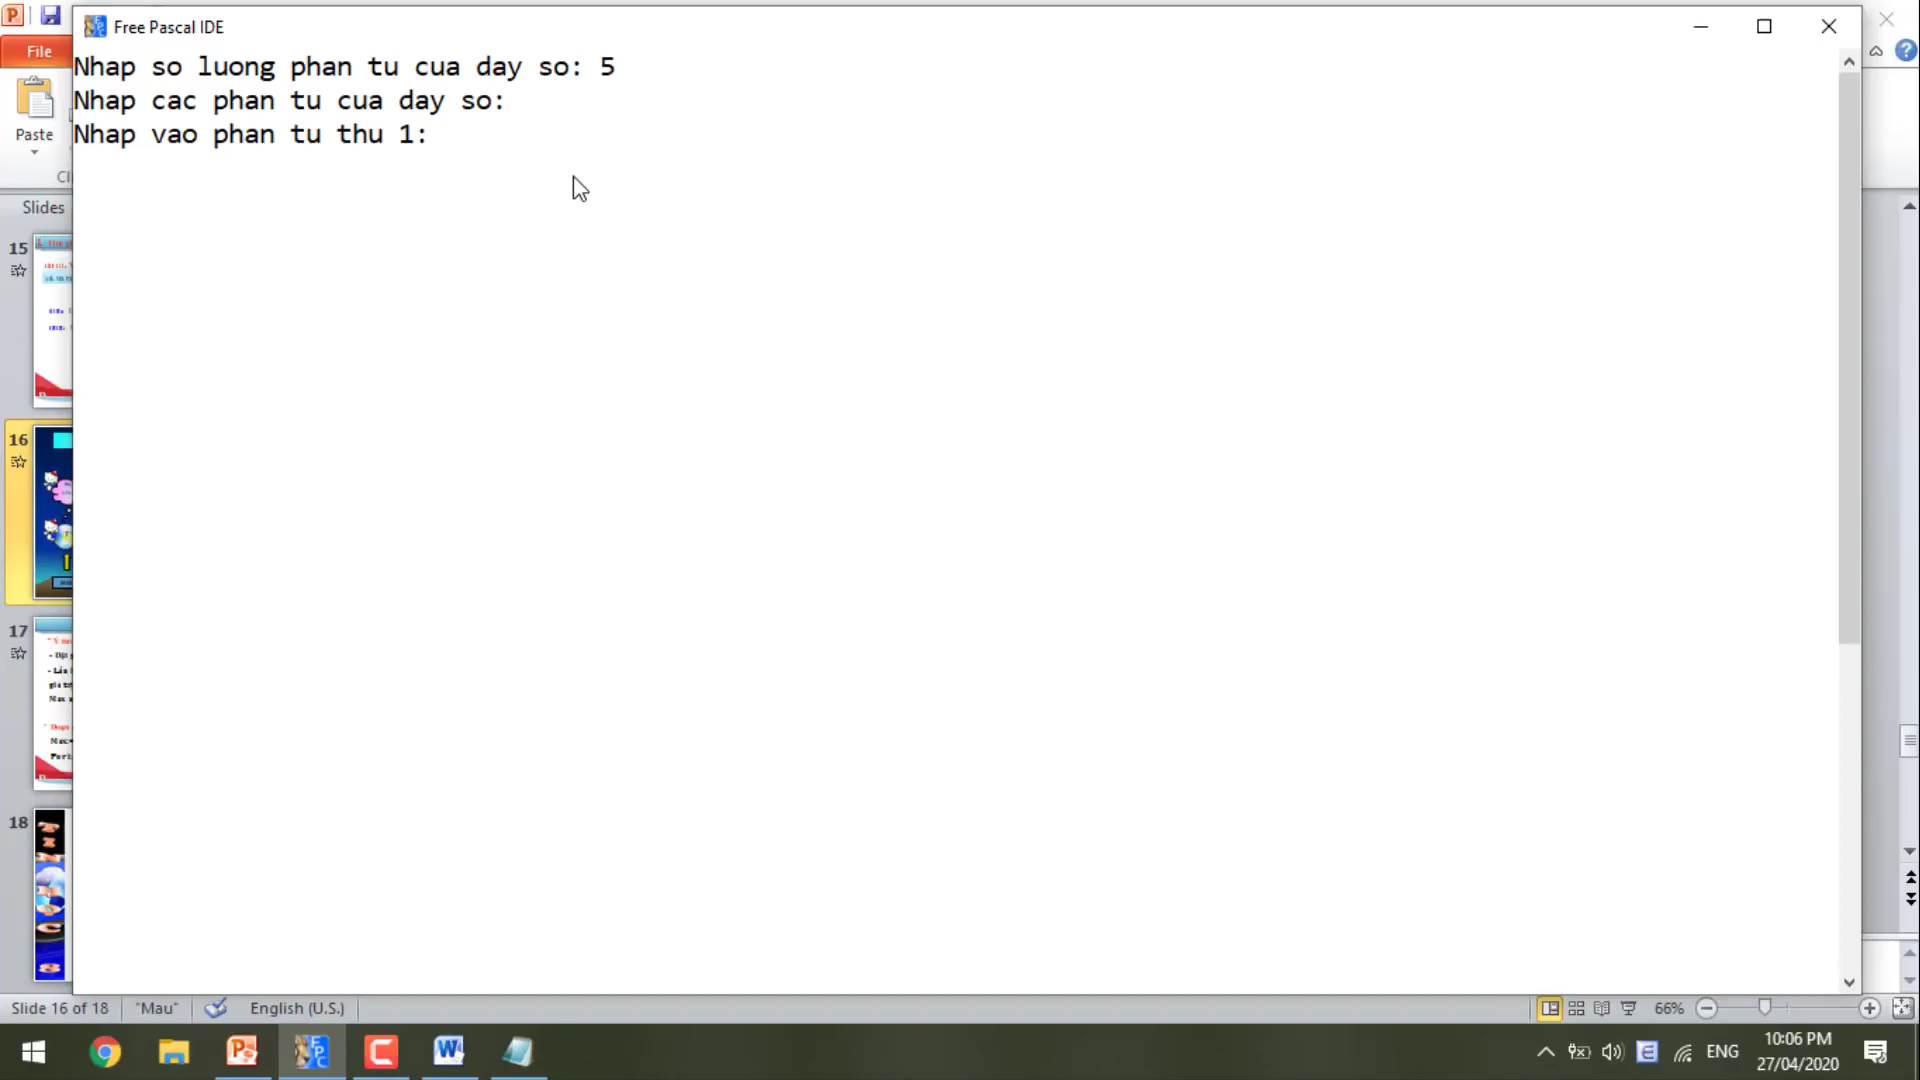 Free Pascal IDE
File
Nhap so luong phan tu cua day so: 5
Nhap cac phan tu cua day so:
Nhap vao phan tu thu 1:
Paste
Slides
15
16
17
18
Slide 16 of 18
"Mau"
English (U.S.)
66%
ENG
10:06 PM
27/04/2020